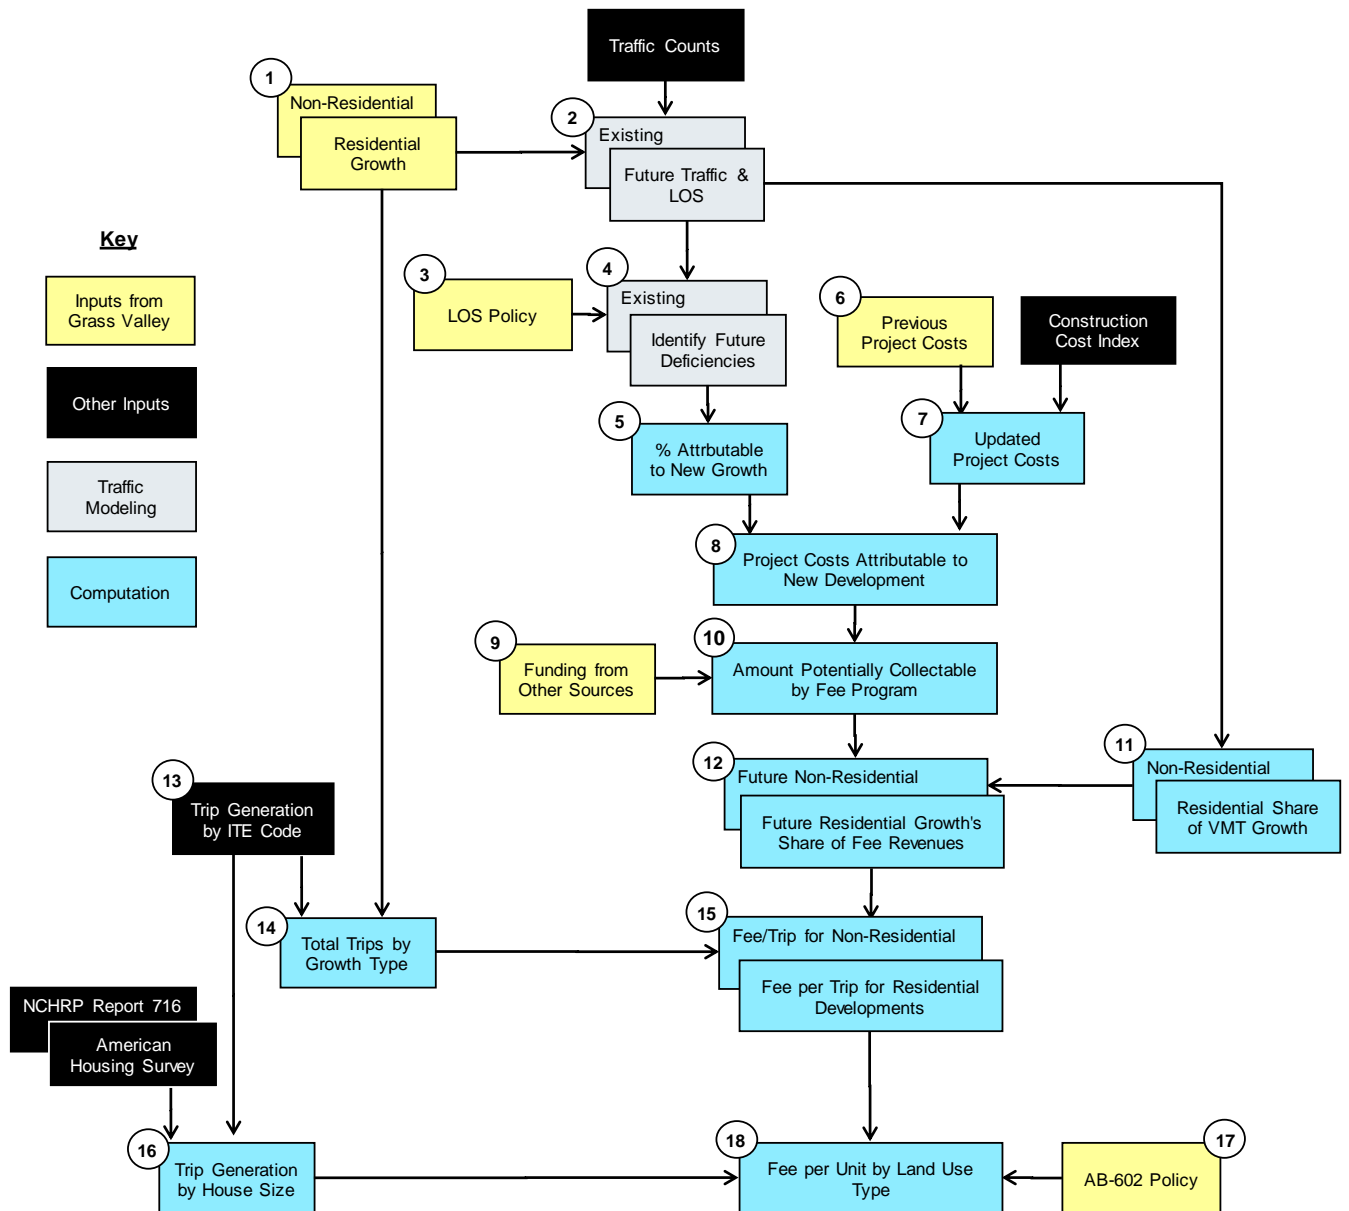 Traffic Counts
1
Non-Residential
Residential
Growth
2
Existing
Future Traffic &
LOS
Key
Inputs from
Grass Valley
Other Inputs
Traffic
Modeling
Computation
3
LOS Policy
4
Existing
Identify Future
Deficiencies
6
Previous
Project Costs
Construction
Cost Index
5
% Attrbutable
to New Growth
7
Updated
Project Costs
8
Project Costs Attributable to
New Development
9
Funding from
Other Sources
10
Amount Potentially Collectable
by Fee Program
11
Non-Residential
Residential Share
of VMT Growth
12
Future Non-Residential
Future Residential Growth's
Share of Fee Revenues
13
Trip Generation
by ITE Code
14
Total Trips by
Growth Type
15
Fee/Trip for Non-Residential
Fee per Trip for Residential
Developments
NCHRP Report 716
American
Housing Survey
16
Trip Generation
by House Size
18
Fee per Unit by Land Use
Type
17
AB-602 Policy